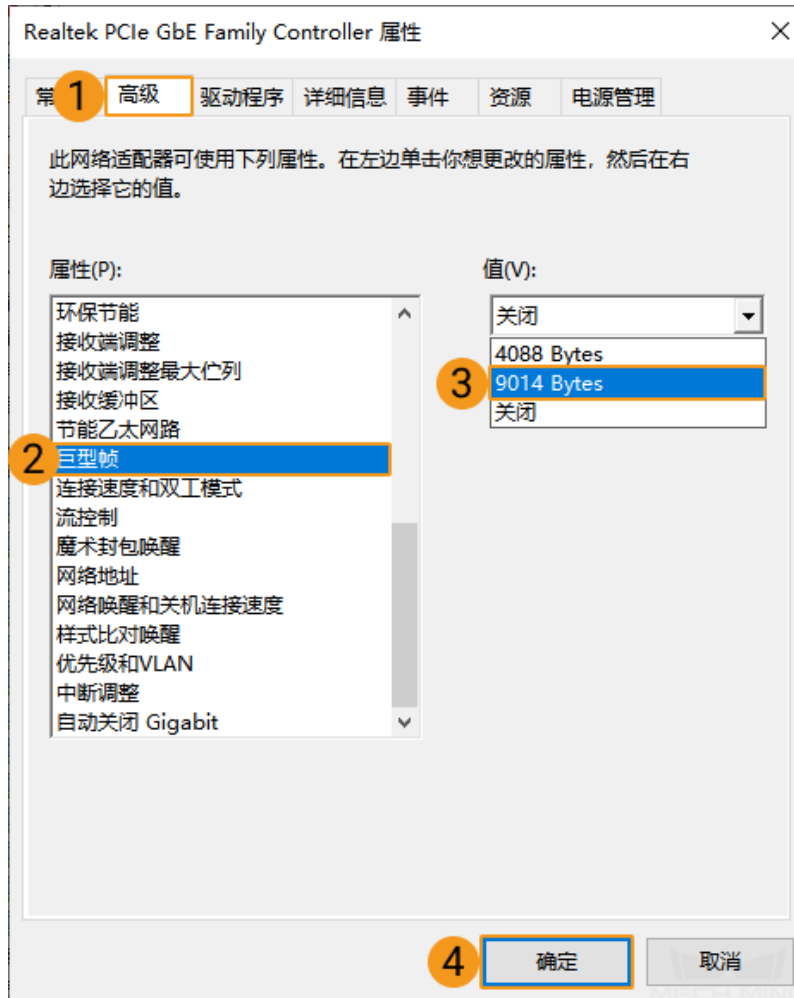 Realtek PCIe GbE Family Controller 属性
常
1
高级
驱动程序
详细信息
事件
资源
电源管理
此网络适配器可使用下列属性。在左边单击你想更改的属性，然后在右
边选择它的值。
属性(P):
值(V):
环保节能
接收端调整
接收端调整最大伫列
接收缓冲区
节能乙太网路
2
巨型帧
连接速度和双工模式
流控制
魔术封包唤醒
网络地址
网络唤醒和关机连接速度
样式比对唤醒
优先级和VLAN
中断调整
自动关闭 Gigabit
关闭
4088 Bytes
3
9014 Bytes
关闭
4
确定
取消